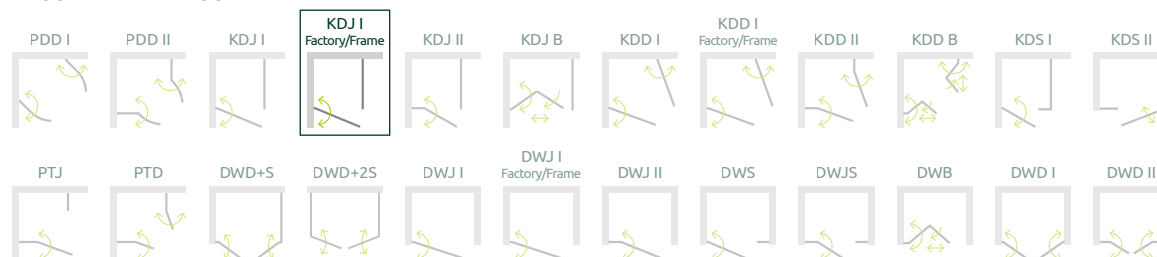 PDD I PDD II KDJ I KDJ I KDJ II KDJ B KDD I KDD I KDD II KDD B KDS I KDS II
Factory/Frame Factory/Frame
PTJ PTD DWD+S DWD+2S DWJ I DWJ I DWJ II DWS DWJS DWB DWD I DWD II
Factory/Frame